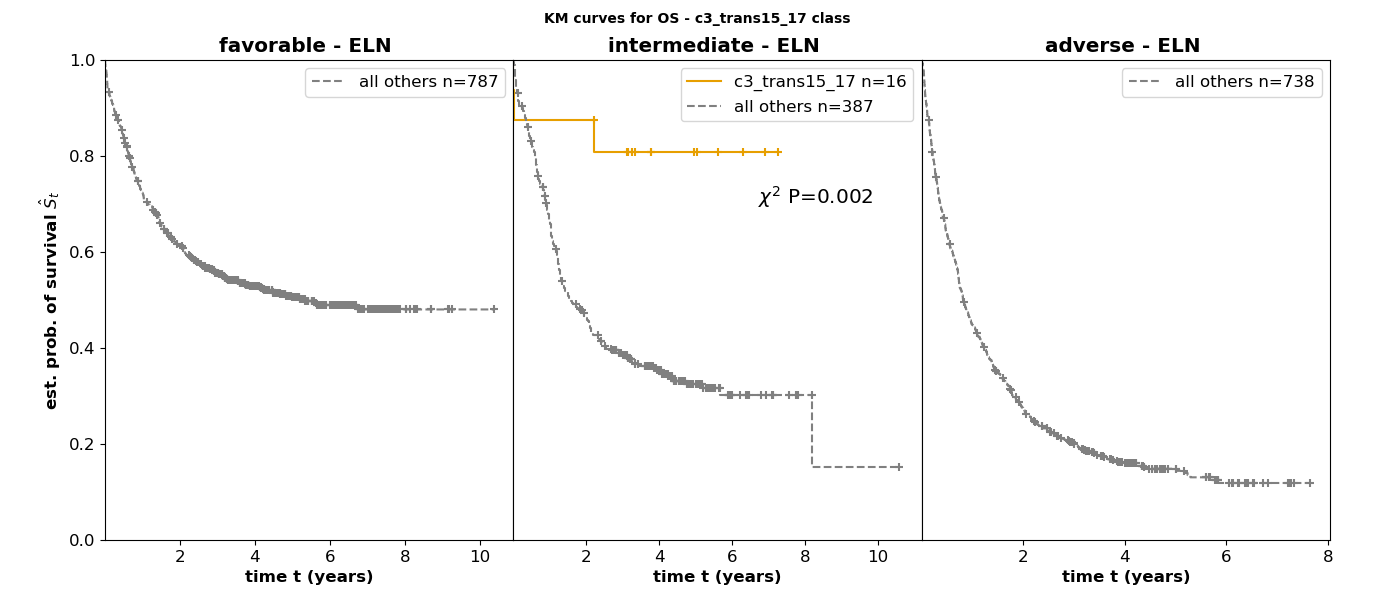 KM curves for OS - c3_trans15_17 class
favorable - ELN
intermediate - ELN
adverse - ELN
est. prob. of survival $\hat{S}_t$
1.0
0.8
0.6
0.4
0.2
0.0
all others n=787
2 4 6 8 10
time t (years)
c3_trans15_17 n=16
all others n=387
χ² P=0.002
2 4 6 8 10
time t (years)
all others n=738
2 4 6 8
time t (years)